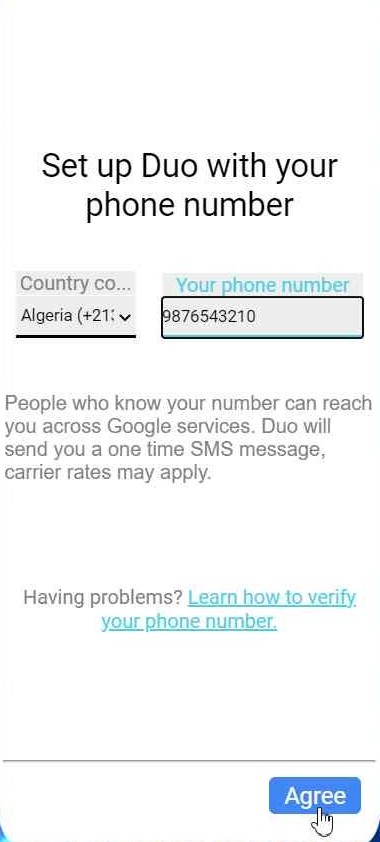 Set up Duo with your
phone number
Country co...
Your phone number
Algeria (+21
9876543210
People who know your number can reach
you across Google services. Duo will
send you a one time SMS message,
carrier rates may apply.
Having problems? Learn how to verify
your phone number.
Agree